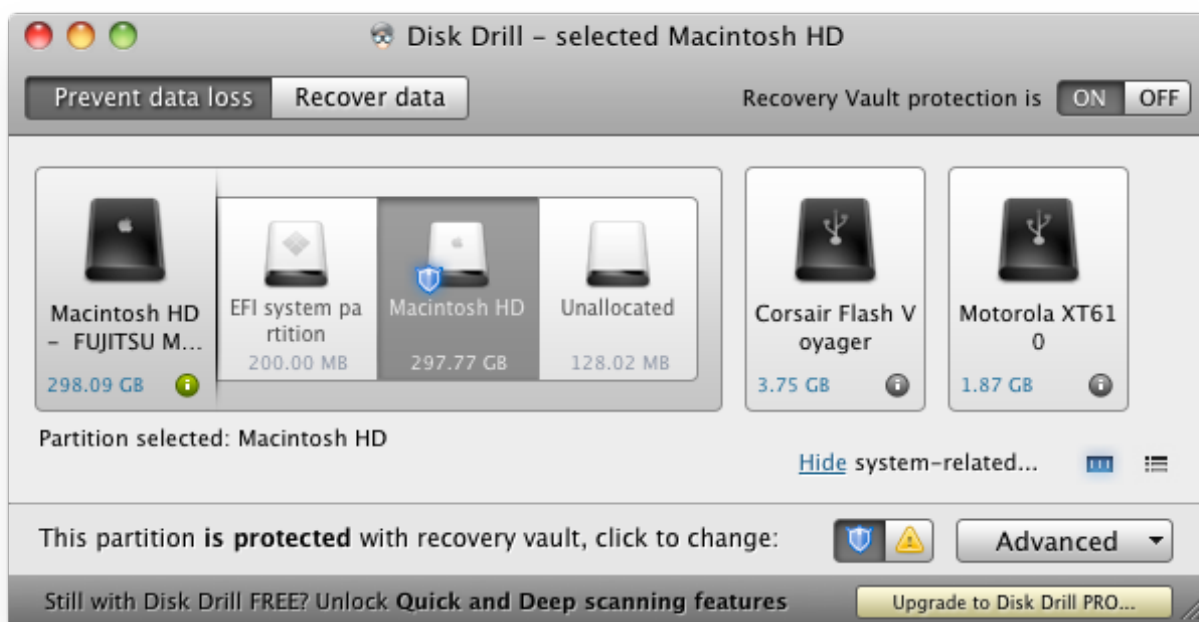 Disk Drill – selected Macintosh HD
Prevent data loss
Recover data
Recovery Vault protection is
ON
OFF
Macintosh HD
– FUJITSU M...
298.09 GB
EFI system pa
rtition
200.00 MB
Macintosh HD
297.77 GB
Unallocated
128.02 MB
Corsair Flash V
oyager
3.75 GB
Motorola XT61
0
1.87 GB
Partition selected: Macintosh HD
Hide system-related...
This partition is protected with recovery vault, click to change:
Advanced
Still with Disk Drill FREE? Unlock Quick and Deep scanning features
Upgrade to Disk Drill PRO...